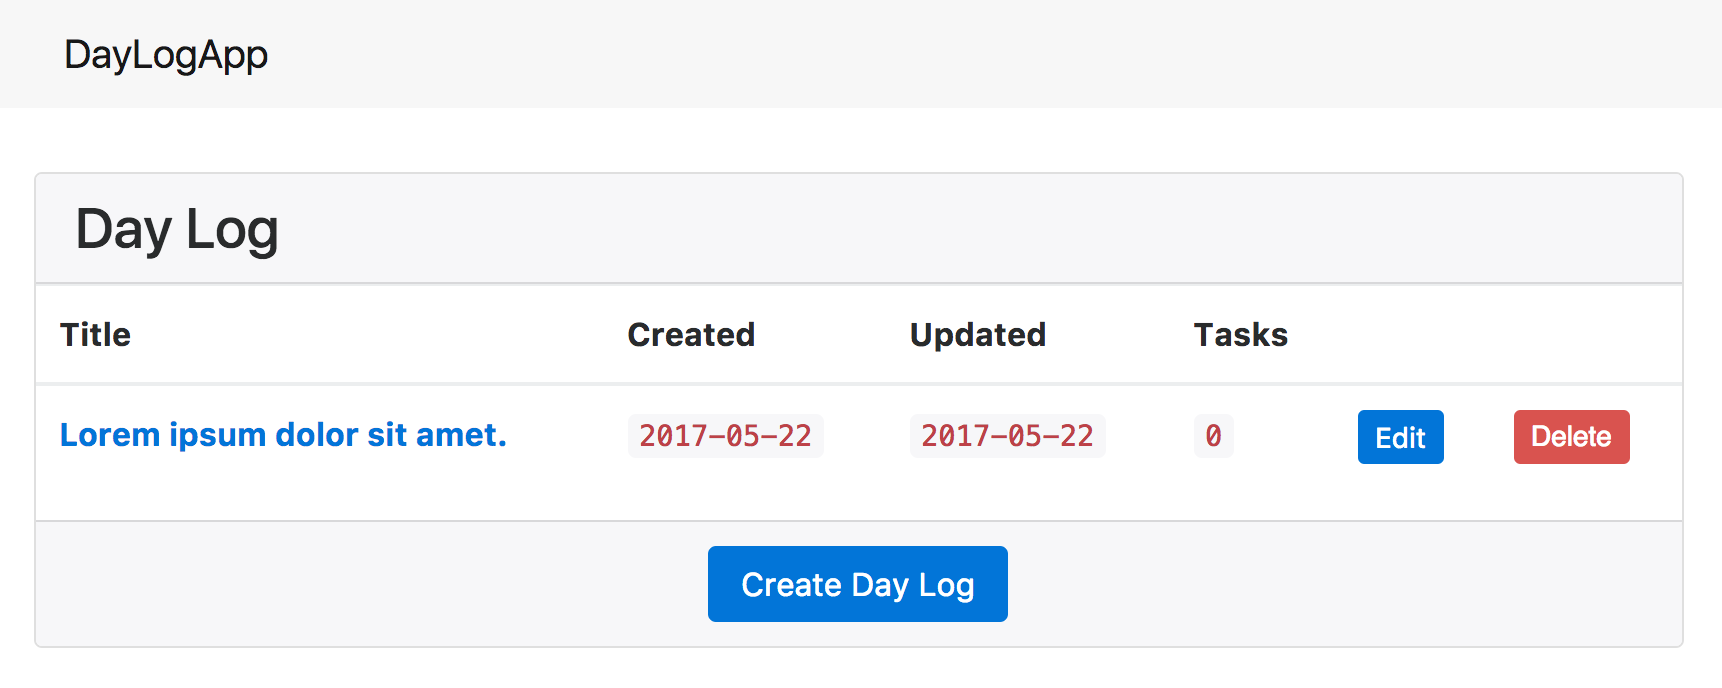 DayLogApp
Day Log
Title Created Updated Tasks
Lorem ipsum dolor sit amet. 2017-05-22 2017-05-22 0 Edit Delete
Create Day Log